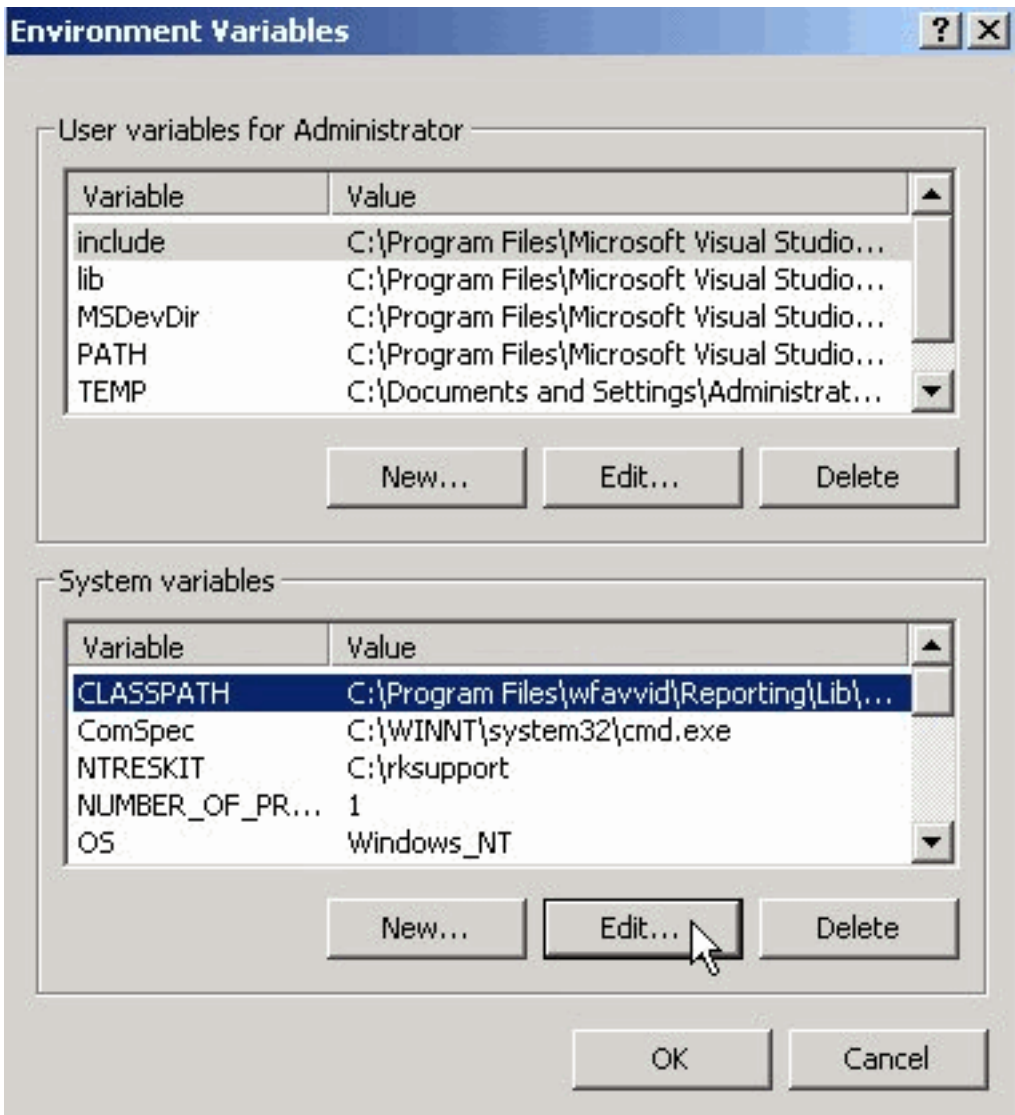 Environment Variables
User variables for Administrator
Variable Value
include C:\Program Files\Microsoft Visual Studio...
lib C:\Program Files\Microsoft Visual Studio...
MSDevDir C:\Program Files\Microsoft Visual Studio...
PATH C:\Program Files\Microsoft Visual Studio...
TEMP C:\Documents and Settings\Administrat...
New... Edit... Delete
System variables
Variable Value
CLASSPATH C:\Program Files\wfavvid\Reporting\Lib\...
ComSpec C:\WINNT\system32\cmd.exe
NTRESKIT C:\rksupport
NUMBER_OF_PR... 1
OS Windows_NT
New... Edit... Delete
OK Cancel